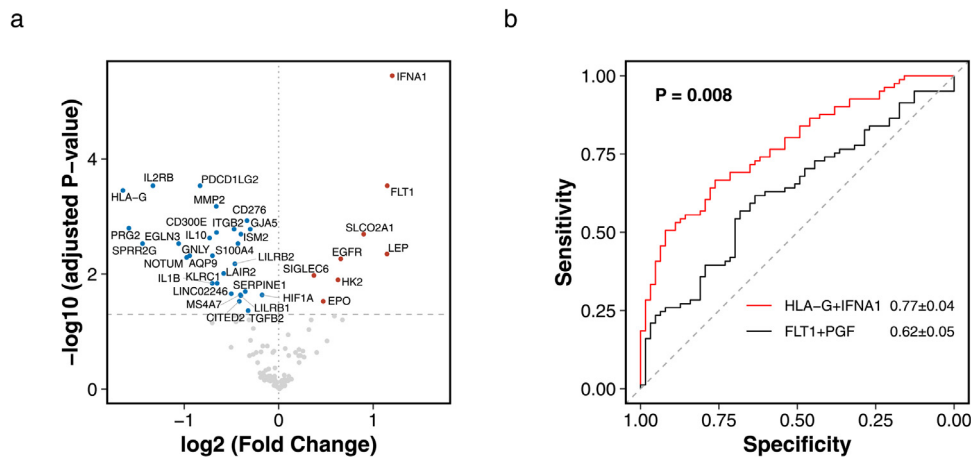 a
b
−log10 (adjusted P−value)
4
2
0
−1
0
1
log2 (Fold Change)
IFNA1
IL2RB
PDCD1LG2
HLA−G
FLT1
MMP2
CD276
CD300E
ITGB2
GJA5
SLCO2A1
PRG2
EGLN3
IL10
ISM2
SPRR2G
GNLY
S100A4
EGFR
LEP
NOTUM
AQP9
LILRB2
SIGLEC6
IL1B
KLRC1
LAIR2
HK2
LINC02246
SERPINE1
HIF1A
EPO
MS4A7
LILRB1
CITED2
TGFB2
Sensitivity
1.00
0.75
0.50
0.25
0.00
P = 0.008
HLA−G+IFNA1 0.77±0.04
FLT1+PGF 0.62±0.05
1.00
0.75
0.50
0.25
0.00
Specificity